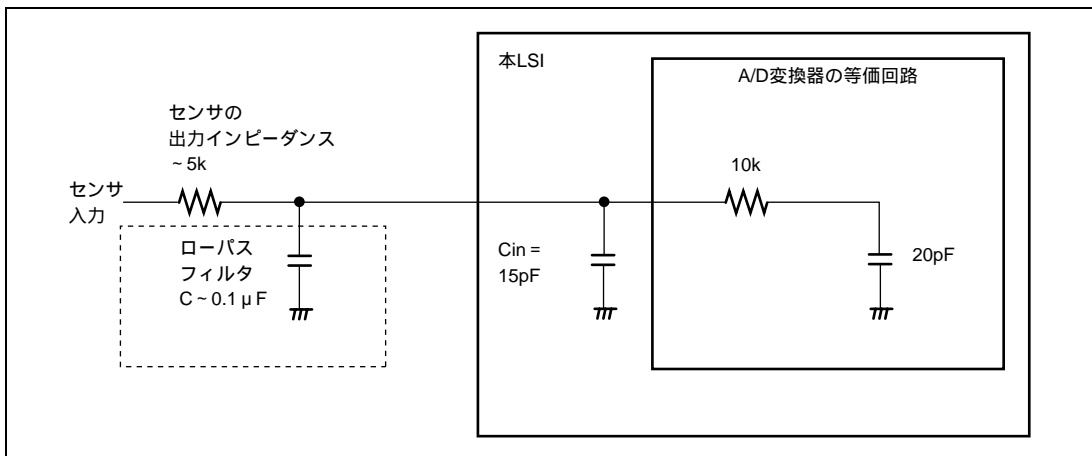 本LSI
A/D変換器の等価回路
センサの
出力インピーダンス
~ 5k
10k
センサ
入力
ローパス
フィルタ
C ~ 0.1 μ F
Cin =
15pF
20pF